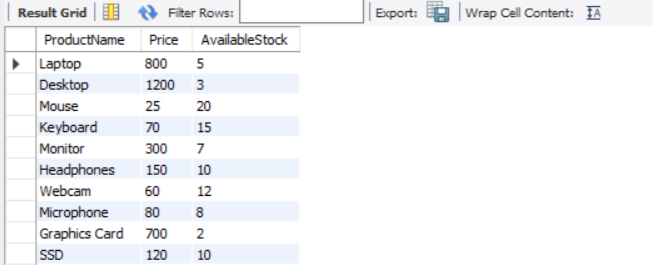 Result Grid Filter Rows: Export: Wrap Cell Content: IA
ProductName Price AvailableStock
Laptop 800 5
Desktop 1200 3
Mouse 25 20
Keyboard 70 15
Monitor 300 7
Headphones 150 10
Webcam 60 12
Microphone 80 8
Graphics Card 700 2
SSD 120 10